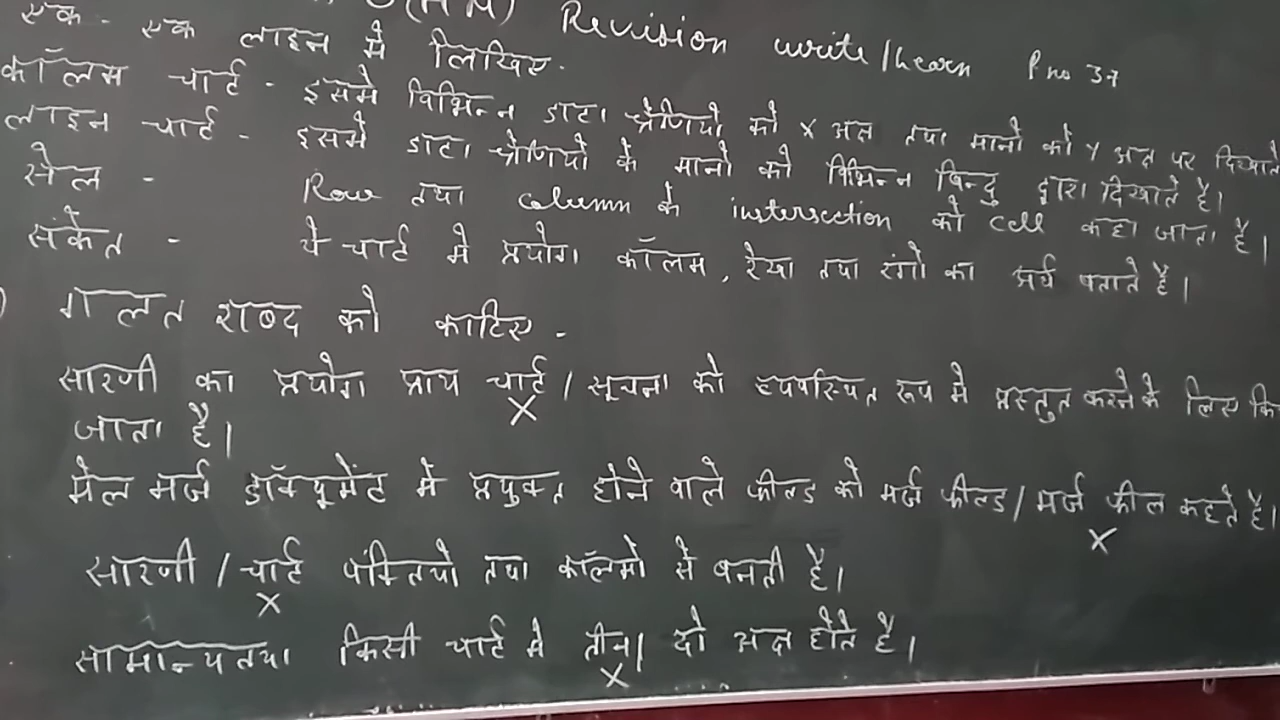 (H M) Revision write/learn P no 37
एक - एक लाइन में लिखिए -
कॉलम चार्ट - इसमे विभिन्न डाटा श्रेणियो को x अक्ष तथा मानो को y अक्ष पर दिखाते
लाइन चार्ट - इसमे डाटा श्रेणियो के मानो को विभिन्न बिन्दु द्वारा दिखाते है।
सेल - Row तथा column के instersection को cell कहा जाता है।
संकेत - ये चार्ट मे प्रयोग कॉलम, रेखा तथा रंगो का अर्थ बताते है।
गलत शब्द को काटिए -
सारणी का प्रयोग प्राय चार्ट / सूचना को व्यवस्थित रूप मे प्रस्तुत करने के लिए कि
X
जाता है।
मेल मर्ज डॉक्यूमेंट मे प्रयुक्त होने वाले फील्ड को मर्ज फील्ड / मर्ज फील कहते है।
X
सारणी / चार्ट पंक्तियो तथा कॉलमो से बनती है।
X
सामान्यतया किसी चार्ट मे तीन / दो अक्ष होते है।
X